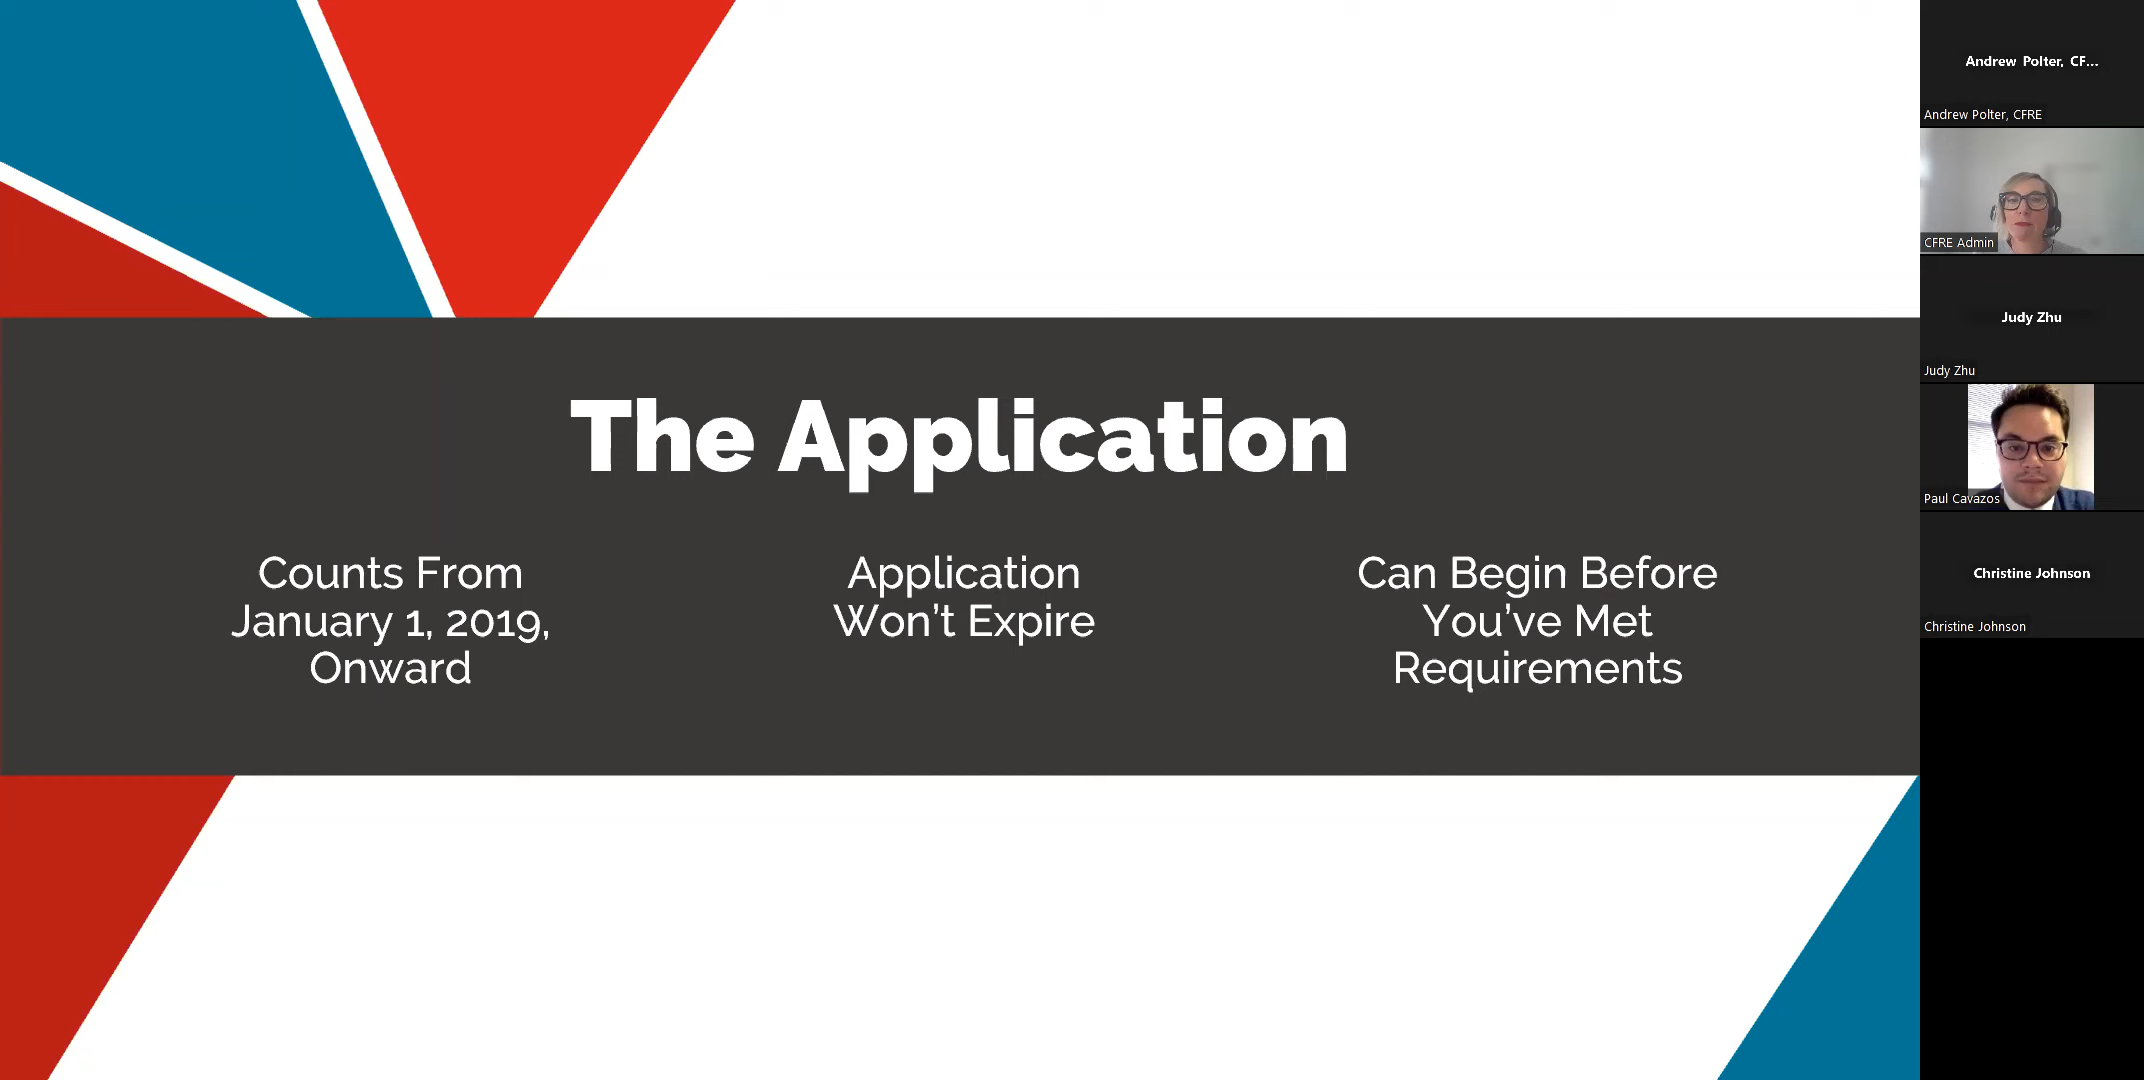 The Application
Counts From
January 1, 2019,
Onward
Application
Won’t Expire
Can Begin Before
You’ve Met
Requirements
Andrew Polter, CF...
Andrew Polter, CFRE
CFRE Admin
Judy Zhu
Judy Zhu
Paul Cavazos
Christine Johnson
Christine Johnson